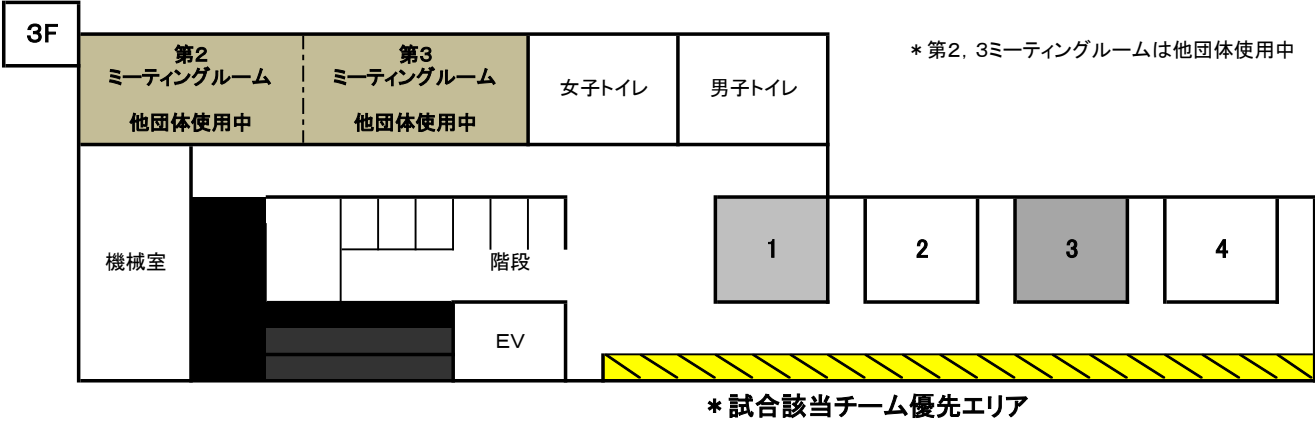 3F
第2
ミーティングルーム
他団体使用中
第3
ミーティングルーム
他団体使用中
女子トイレ
男子トイレ
*第2，3ミーティングルームは他団体使用中
機械室
階段
EV
1
2
3
4
*試合該当チーム優先エリア